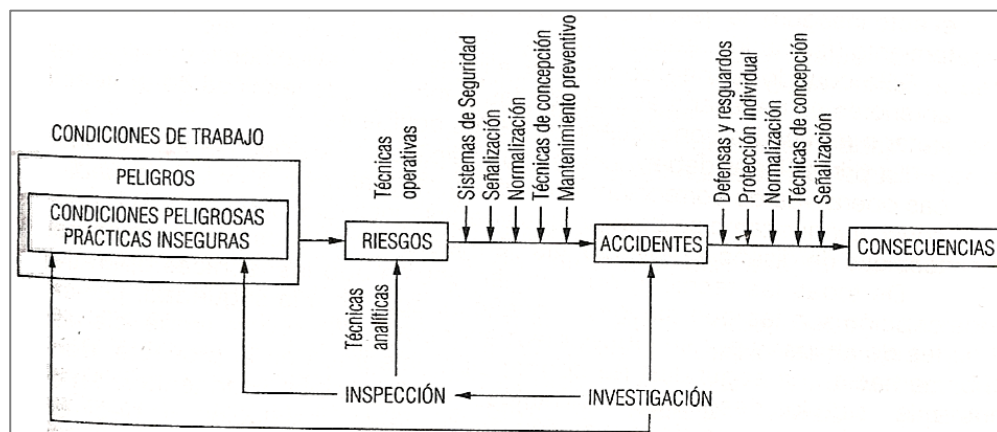 CONDICIONES DE TRABAJO
PELIGROS
CONDICIONES PELIGROSAS
PRÁCTICAS INSEGURAS
Técnicas
operativas
RIESGOS
Técnicas
analíticas
Sistemas de Seguridad
Señalización
Normalización
Técnicas de concepción
Mantenimiento preventivo
ACCIDENTES
Defensas y resguardos
Protección individual
Normalización
Técnicas de concepción
Señalización
CONSECUENCIAS
INSPECCIÓN
INVESTIGACIÓN